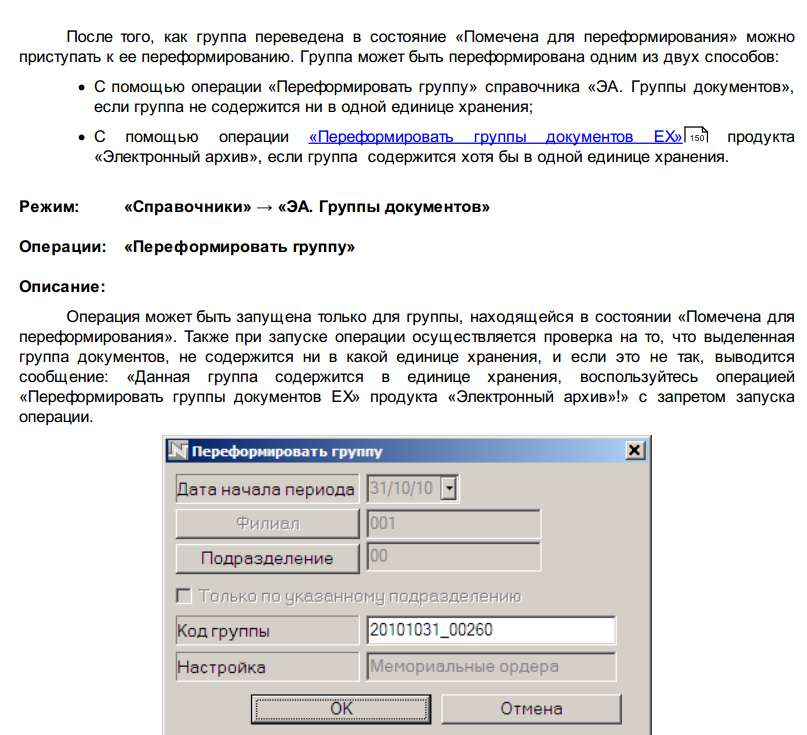 После того, как группа переведена в состояние «Помечена для переформирования» можно
приступать к ее переформированию. Группа может быть переформирована одним из двух способов:
• С помощью операции «Переформировать группу» справочника «ЭА. Группы документов»,
если группа не содержится ни в одной единице хранения;
• С помощью операции «Переформировать группы документов ЕХ» 150 продукта
«Электронный архив», если группа содержится хотя бы в одной единице хранения.
Режим: «Справочники» → «ЭА. Группы документов»
Операции: «Переформировать группу»
Описание:
Операция может быть запущена только для группы, находящейся в состоянии «Помечена для
переформирования». Также при запуске операции осуществляется проверка на то, что выделенная
группа документов, не содержится ни в какой единице хранения, и если это не так, выводится
сообщение: «Данная группа содержится в единице хранения, воспользуйтесь операцией
«Переформировать группы документов ЕХ» продукта «Электронный архив»!» с запретом запуска
операции.
Переформировать группу
Дата начала периода 31/10/10
Филиал 001
Подразделение 00
Только по указанному подразделению
Код группы 20101031_00260
Настройка Мемориальные ордера
OK Отмена